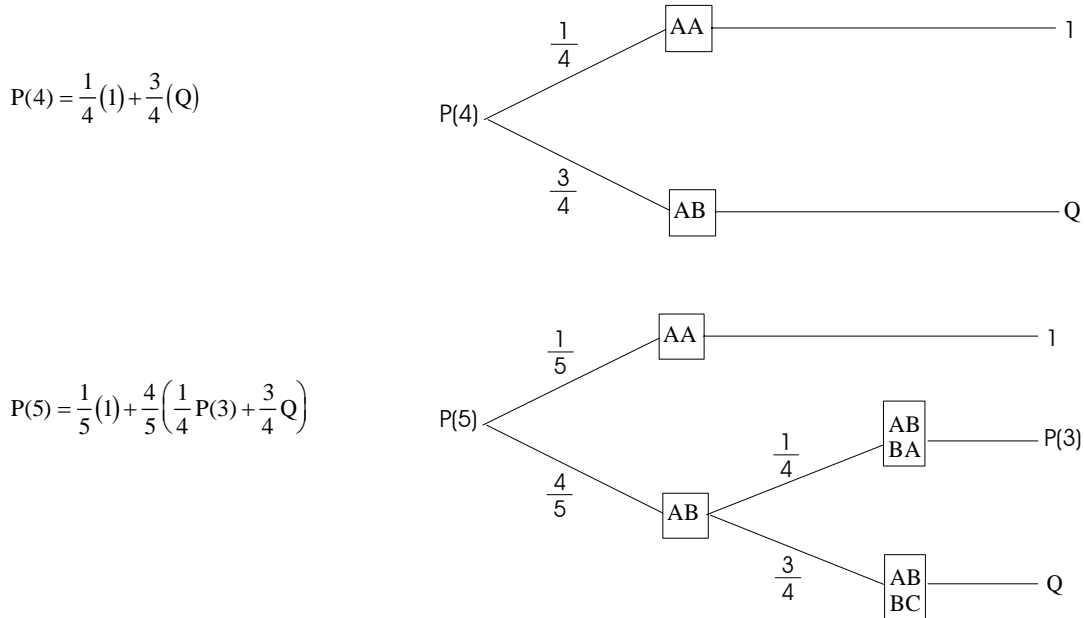 P(4) = 1/4 (1) + 3/4 (Q)
P(4)
1/4
AA
1
3/4
AB
Q
P(5) = 1/5 (1) + 4/5 (1/4 P(3) + 3/4 Q)
P(5)
1/5
AA
1
4/5
AB
1/4
AB
BA
P(3)
3/4
AB
BC
Q